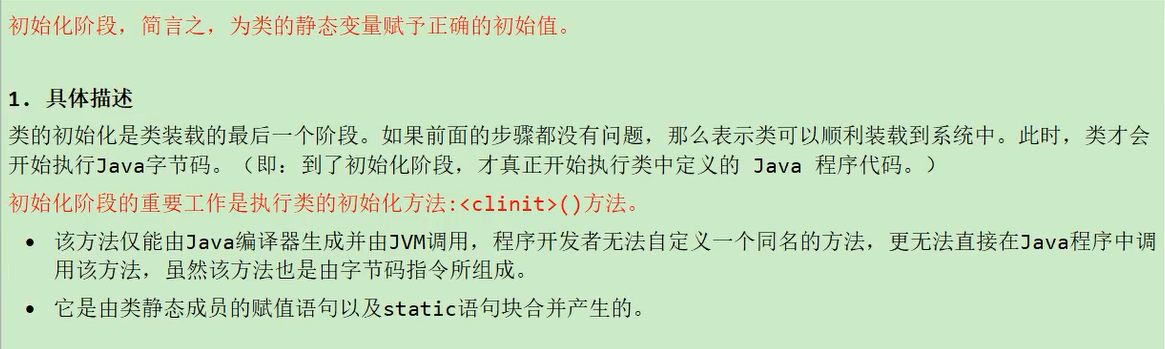 初始化阶段，简言之，为类的静态变量赋予正确的初始值。
1. 具体描述
类的初始化是类装载的最后一个阶段。如果前面的步骤都没有问题，那么表示类可以顺利装载到系统中。此时，类才会
开始执行Java字节码。（即：到了初始化阶段，才真正开始执行类中定义的 Java 程序代码。）
初始化阶段的重要工作是执行类的初始化方法:<clinit>()方法。
• 该方法仅能由Java编译器生成并由JVM调用，程序开发者无法自定义一个同名的方法，更无法直接在Java程序中调
用该方法，虽然该方法也是由字节码指令所组成。
• 它是由类静态成员的赋值语句以及static语句块合并产生的。